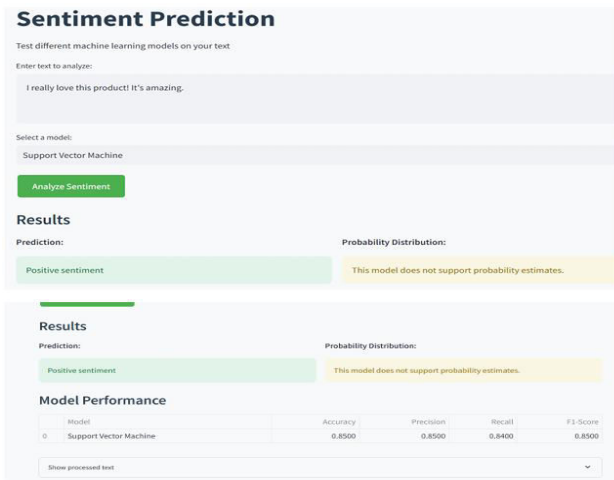 Sentiment Prediction
Test different machine learning models on your text
Enter text to analyze:
I really love this product! It's amazing.
Select a model:
Support Vector Machine
Analyze Sentiment
Results
Prediction: Probability Distribution:
Positive sentiment This model does not support probability estimates.
Results
Prediction: Probability Distribution:
Positive sentiment This model does not support probability estimates.
Model Performance
Model Accuracy Precision Recall F1-Score
0 Support Vector Machine 0.8500 0.8500 0.8400 0.8500
Show processed text